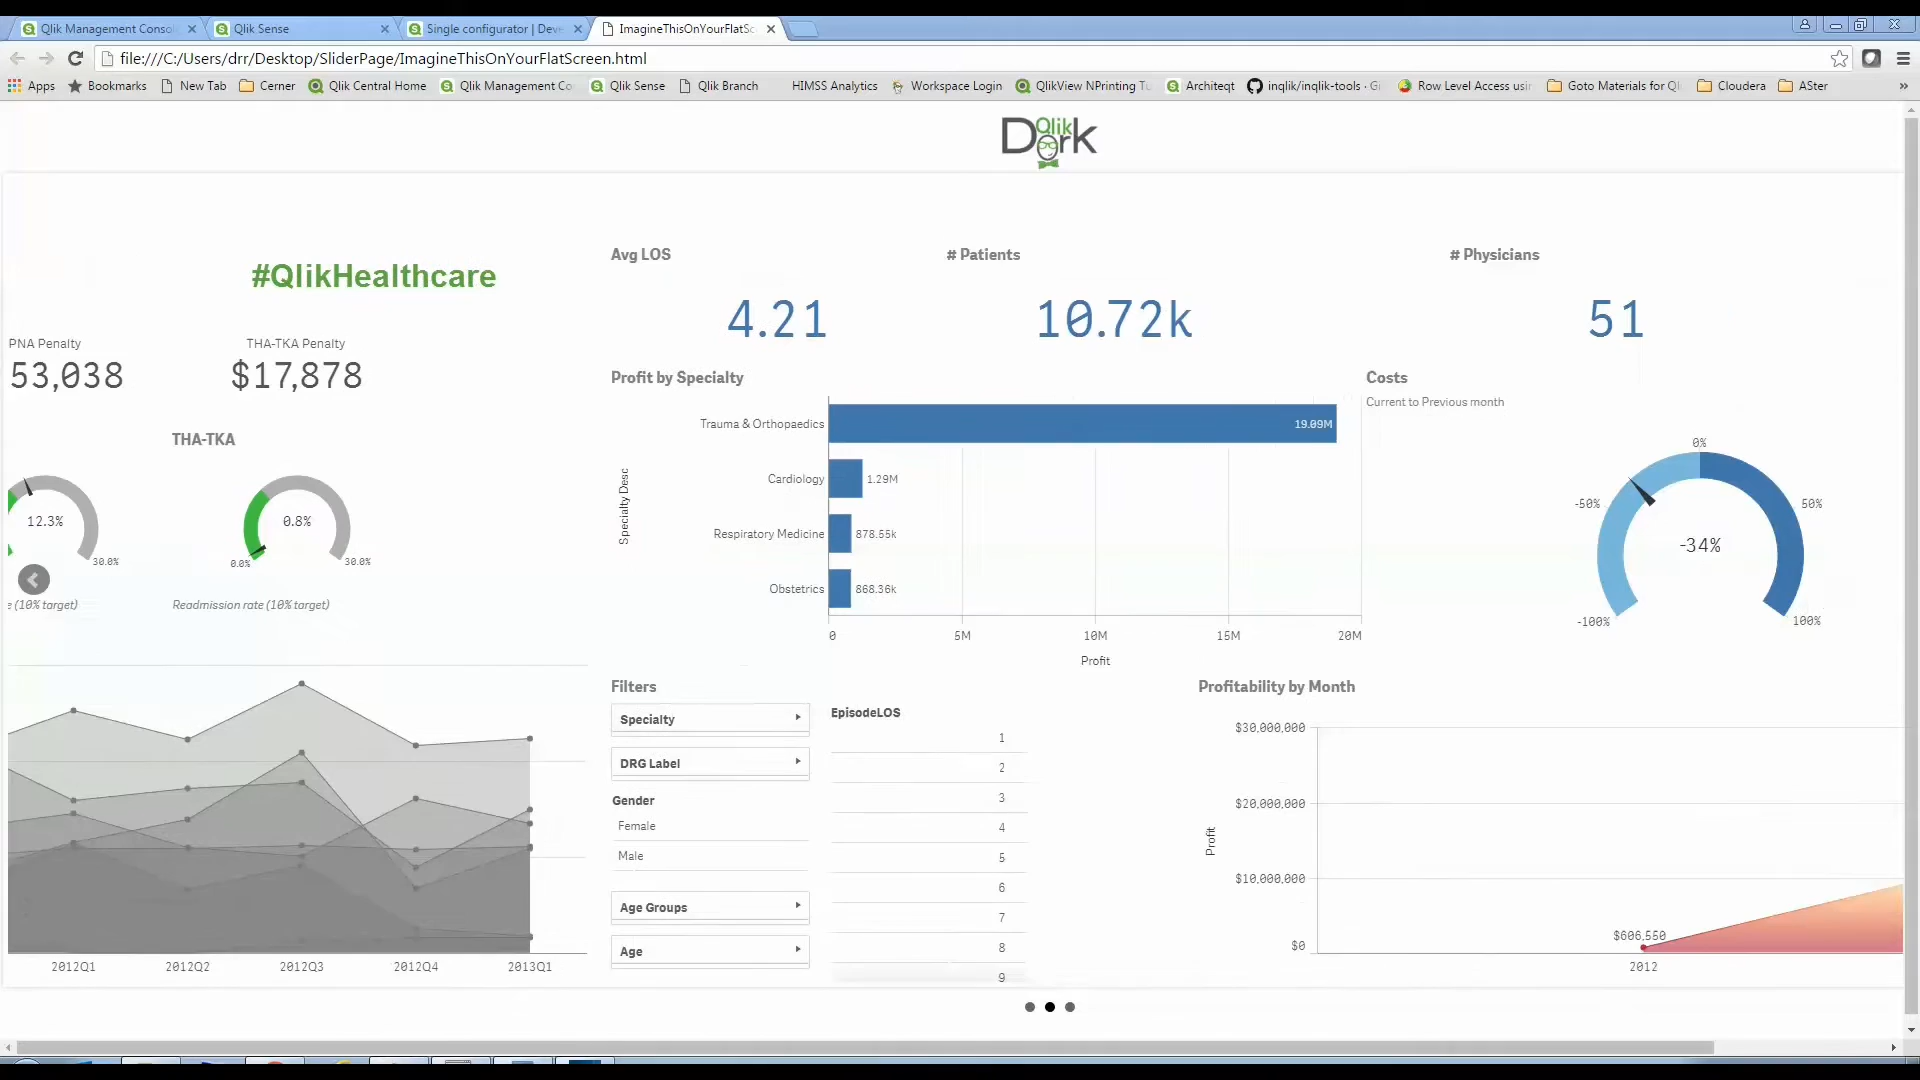 Qlik Management Consol
Qlik Sense
Single configurator | Deve
ImagineThisOnYourFlatSc
file:///C:/Users/drr/Desktop/SliderPage/ImagineThisOnYourFlatScreen.html
Apps
Bookmarks
New Tab
Cerner
Qlik Central Home
Qlik Management Co
Qlik Sense
Qlik Branch
HIMSS Analytics
Workspace Login
QlikView NPrinting Tu
Architeqt
inqlik/inqlik-tools · Gi
Row Level Access usin
Goto Materials for Ql
Cloudera
ASter
»
Qlik
Dork
#QlikHealthcare
PNA Penalty
THA-TKA Penalty
53,038
$17,878
THA-TKA
12.3%
30.0%
0.8%
0.0%
30.0%
e (10% target)
Readmission rate (10% target)
2012Q1
2012Q2
2012Q3
2012Q4
2013Q1
Avg LOS
4.21
# Patients
10.72k
# Physicians
51
Profit by Specialty
Specialty Desc
Trauma & Orthopaedics
19.09M
Cardiology
1.29M
Respiratory Medicine
878.55k
Obstetrics
868.36k
0
5M
10M
15M
20M
Profit
Costs
Current to Previous month
0%
-50%
50%
-34%
-100%
100%
Filters
Specialty
DRG Label
Gender
Female
Male
Age Groups
Age
EpisodeLOS
1
2
3
4
5
6
7
8
9
Profitability by Month
Profit
$30,000,000
$20,000,000
$10,000,000
$0
$606,550
2012